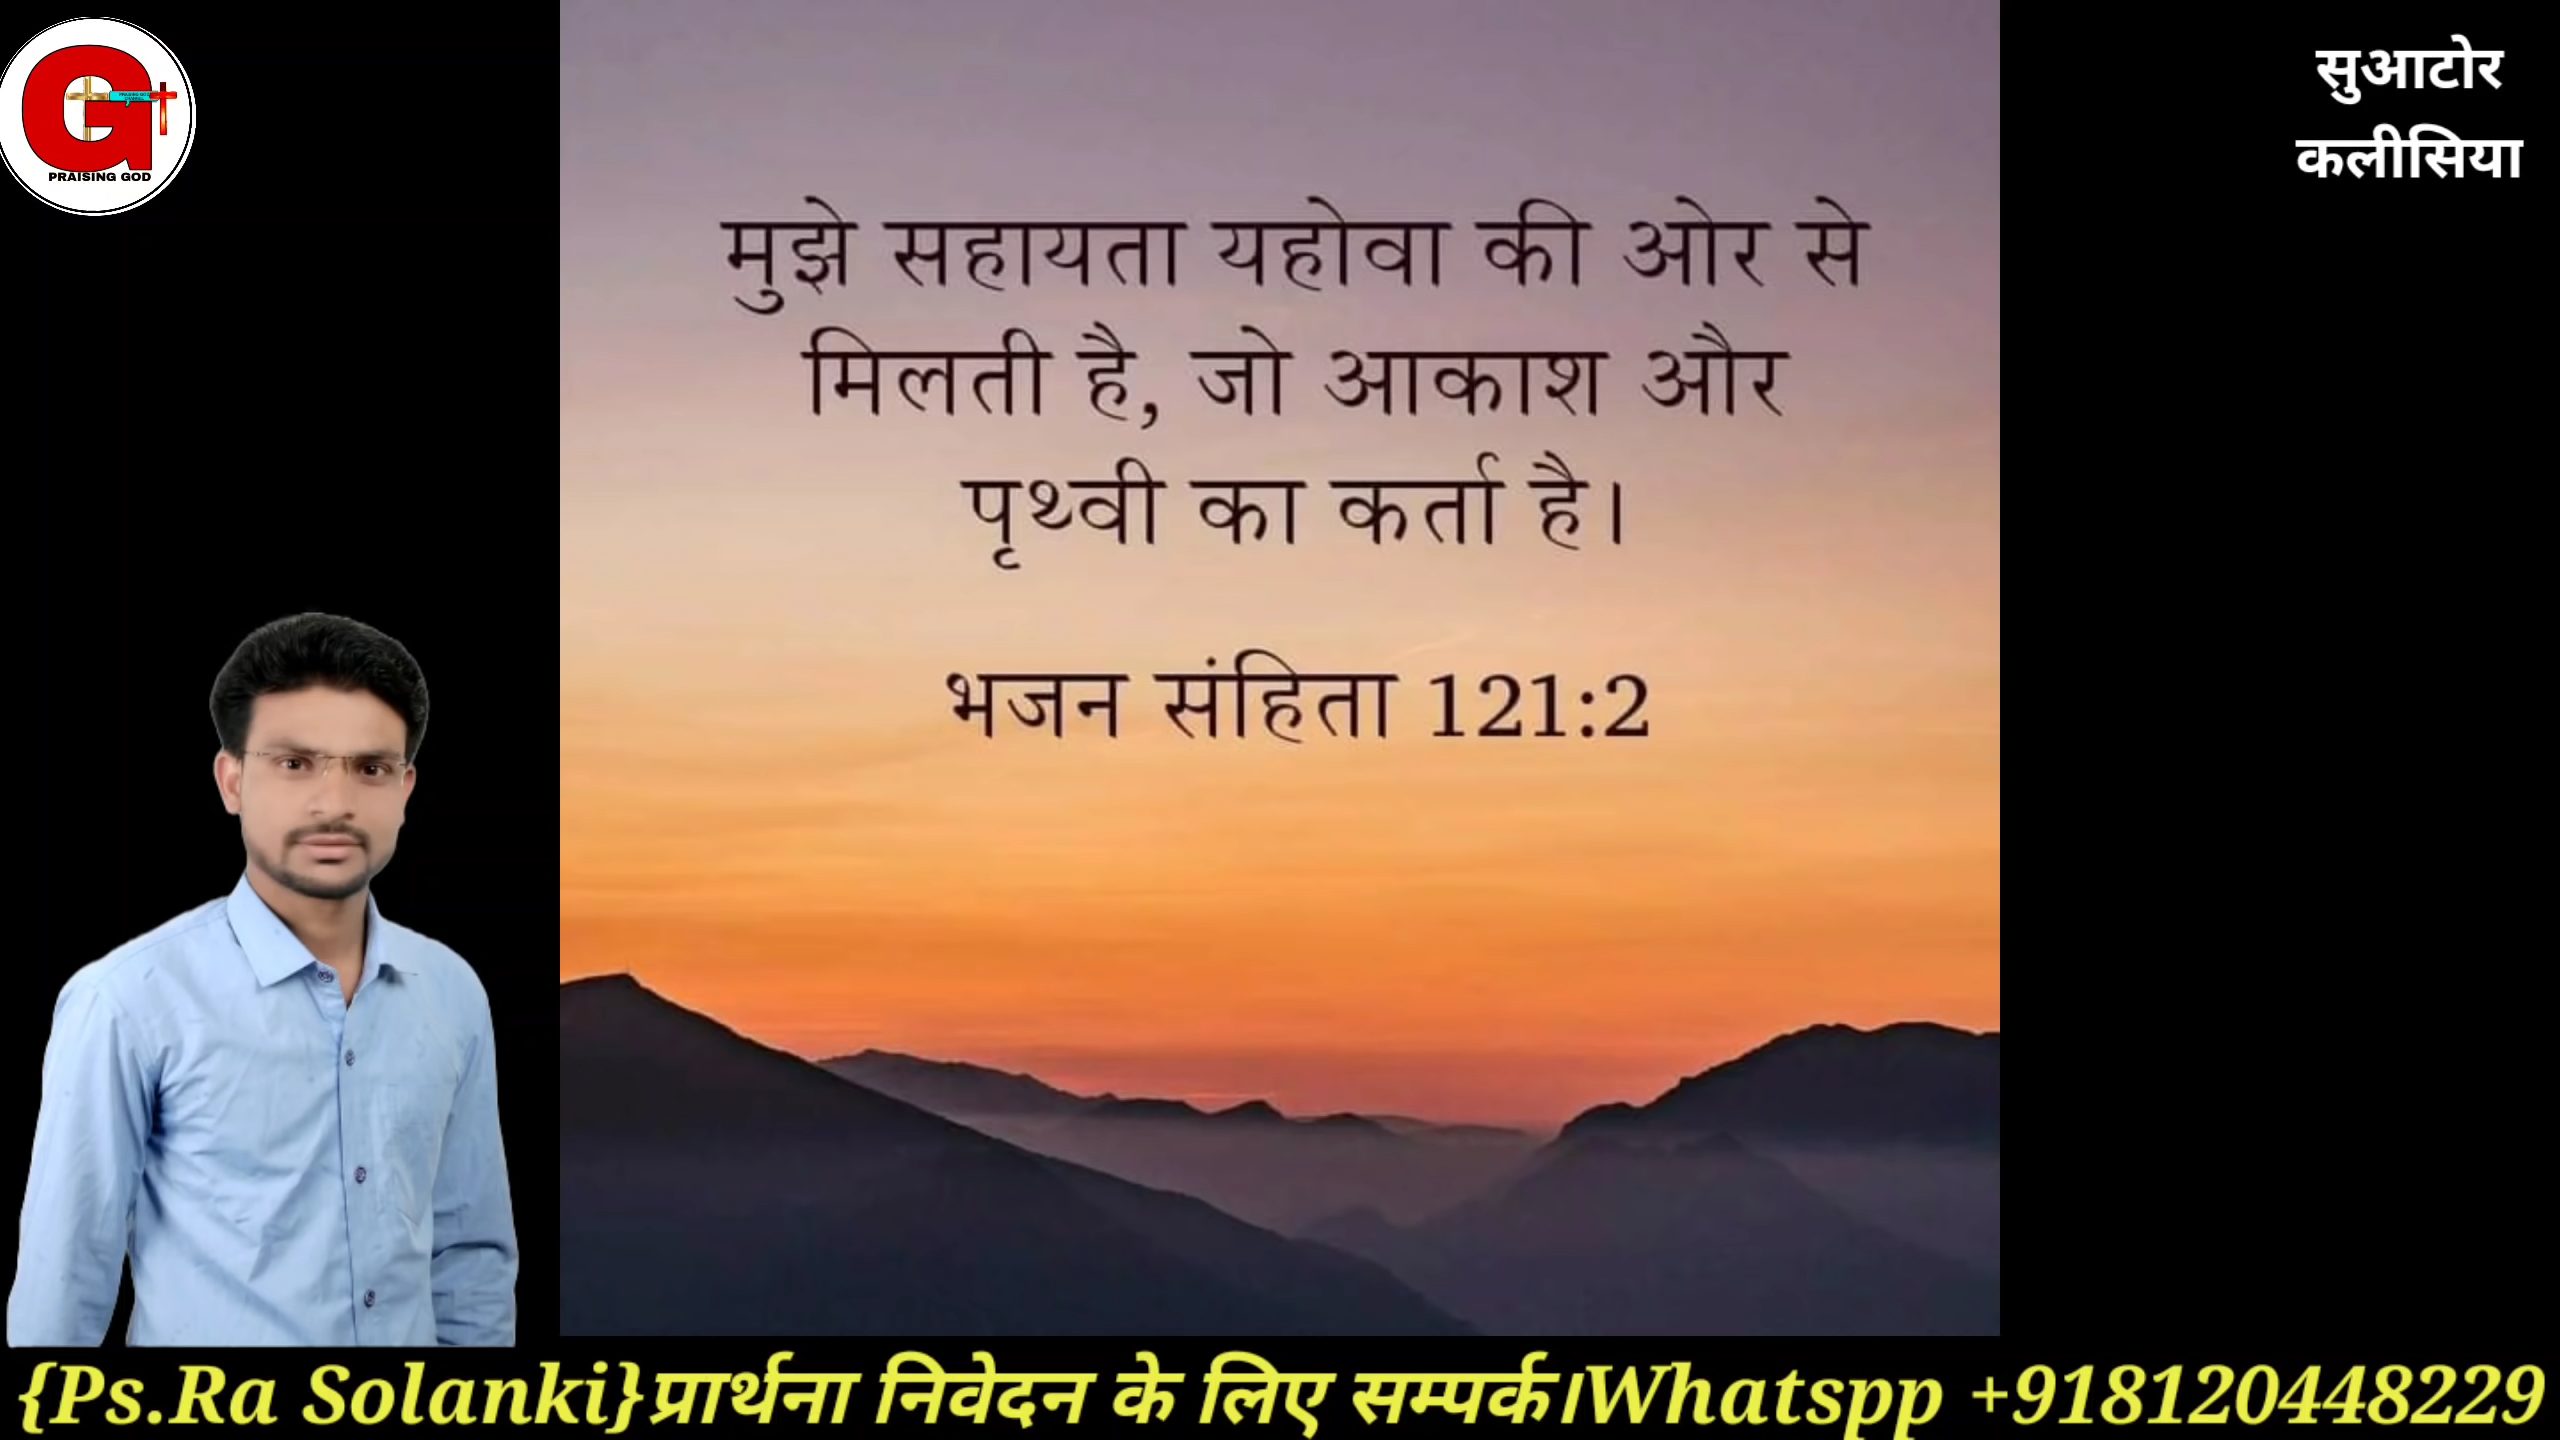 PRAISING GOD
सुआटोर
कलीसिया
मुझे सहायता यहोवा की ओर से
मिलती है, जो आकाश और
पृथ्वी का कर्ता है।
भजन संहिता 121:2
{Ps.Ra Solanki}प्रार्थना निवेदन के लिए सम्पर्क।Whatspp +918120448229